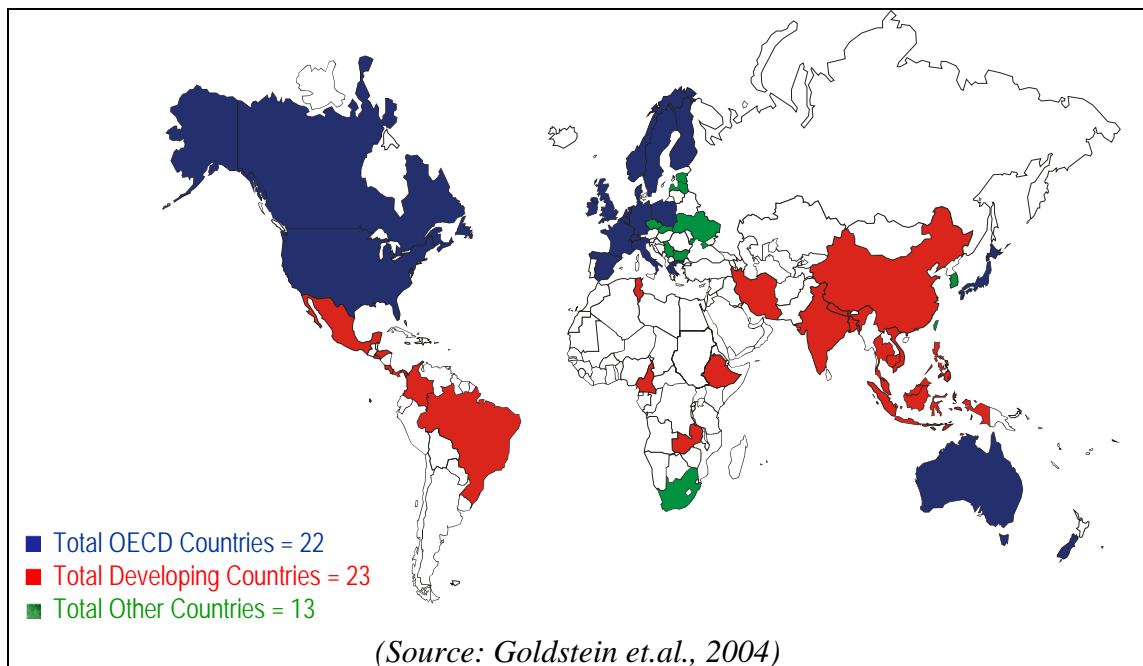 Total OECD Countries = 22
Total Developing Countries = 23
Total Other Countries = 13
(Source: Goldstein et.al., 2004)